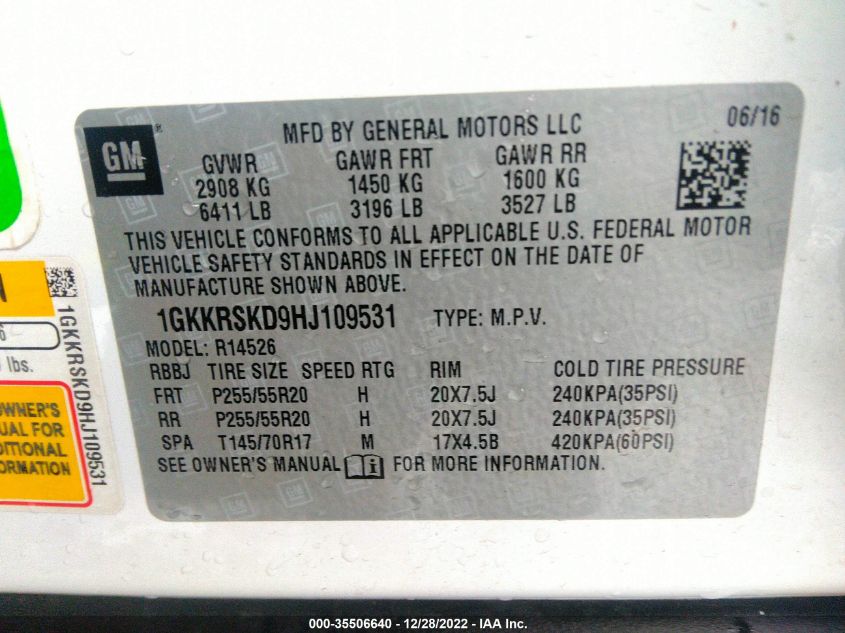 06/16
GM
MFD BY GENERAL MOTORS LLC
GVWR GAWR FRT GAWR RR
2908 KG 1450 KG 1600 KG
6411 LB 3196 LB 3527 LB
THIS VEHICLE CONFORMS TO ALL APPLICABLE U.S. FEDERAL MOTOR
VEHICLE SAFETY STANDARDS IN EFFECT ON THE DATE OF
MANUFACTURE SHOWN ABOVE.
1GKKRSKD9HJ109531 TYPE: M.P.V.
MODEL: R14526
RBBJ TIRE SIZE SPEED RTG RIM COLD TIRE PRESSURE
FRT P255/55R20 H 20X7.5J 240KPA(35PSI)
RR P255/55R20 H 20X7.5J 240KPA(35PSI)
SPA T145/70R17 M 17X4.5B 420KPA(60PSI)
SEE OWNER'S MANUAL FOR MORE INFORMATION.
lbs.
OWNER'S
UAL FOR
DITIONAL
ORMATION
1GKKRSKD9HJ109531
000-35506640 - 12/28/2022 - IAA Inc.